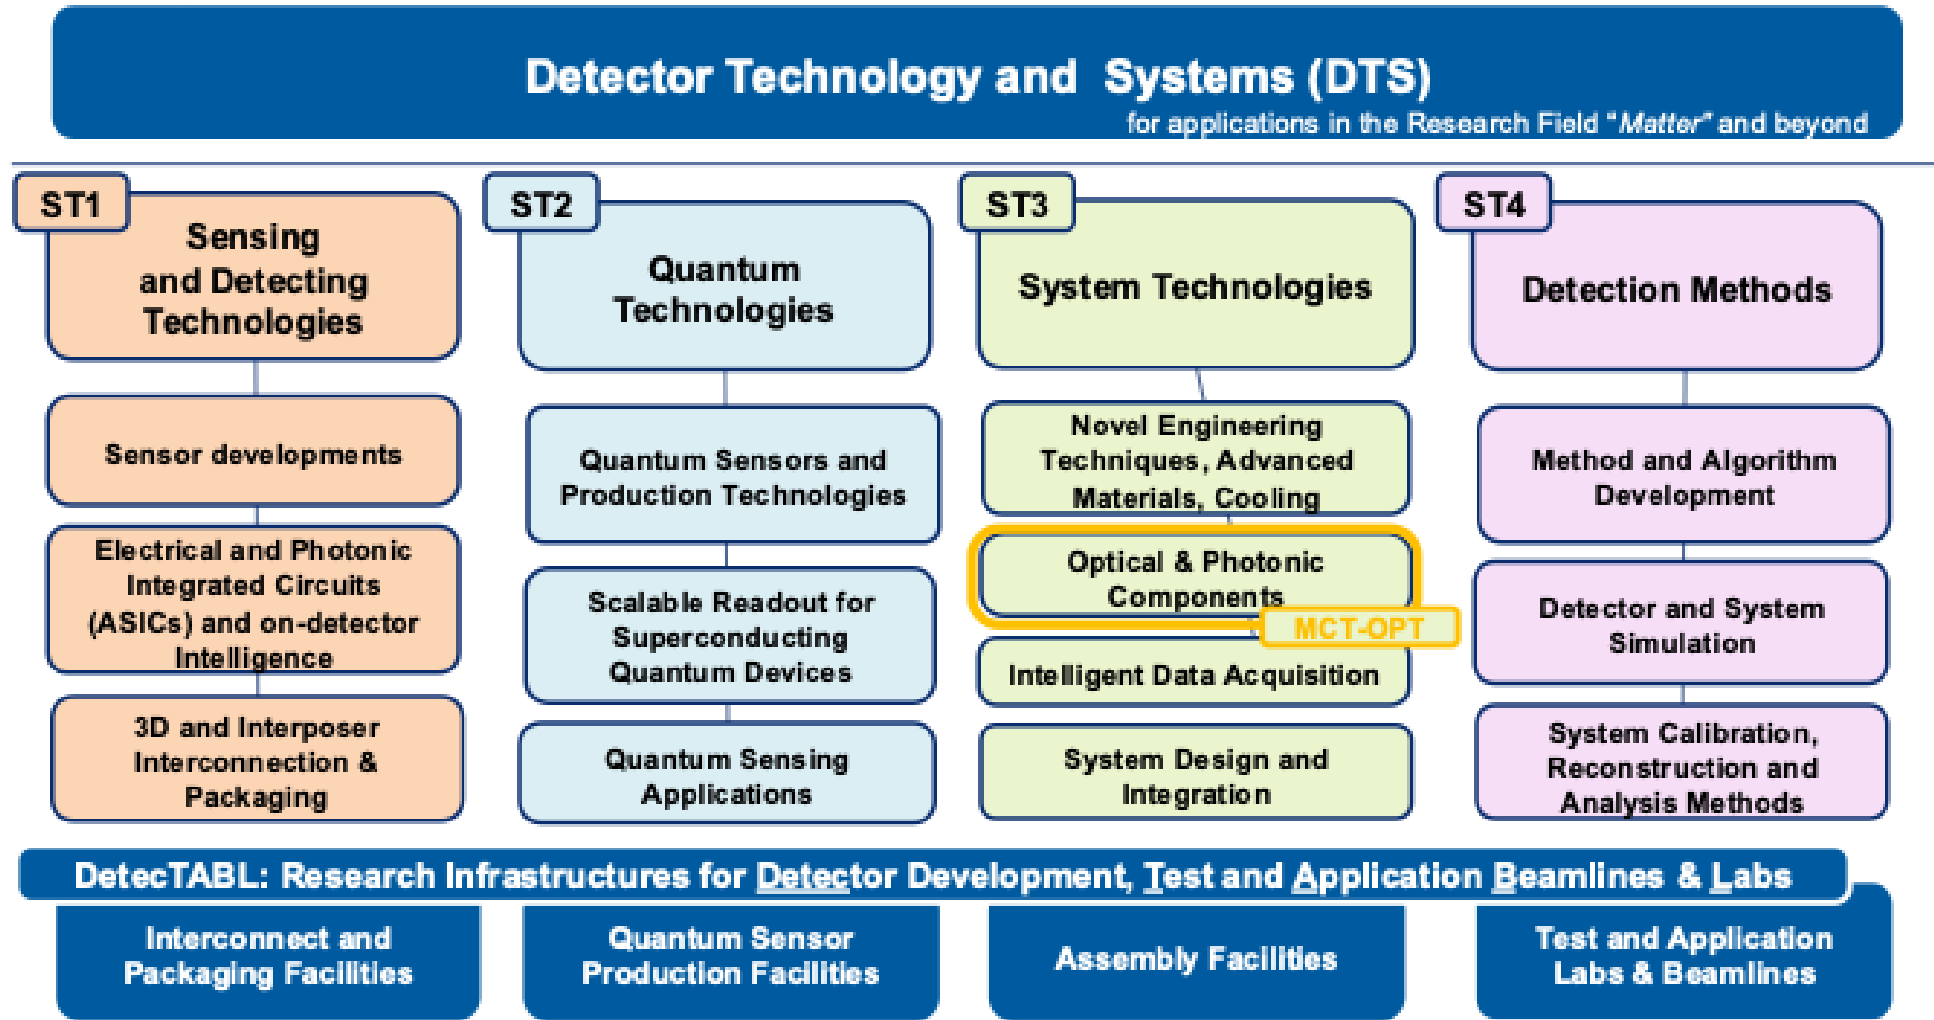 Detector Technology and Systems (DTS)
for applications in the Research Field "Matter" and beyond
ST1
Sensing
and Detecting
Technologies
Sensor developments
Electrical and Photonic
Integrated Circuits
(ASICs) and on-detector
Intelligence
3D and Interposer
Interconnection &
Packaging
ST2
Quantum
Technologies
Quantum Sensors and
Production Technologies
Scalable Readout for
Superconducting
Quantum Devices
Quantum Sensing
Applications
ST3
System Technologies
Novel Engineering
Techniques, Advanced
Materials, Cooling
Optical & Photonic
Components
MCT-OPT
Intelligent Data Acquisition
System Design and
Integration
ST4
Detection Methods
Method and Algorithm
Development
Detector and System
Simulation
System Calibration,
Reconstruction and
Analysis Methods
DetecTABL: Research Infrastructures for Detector Development, Test and Application Beamlines & Labs
Interconnect and
Packaging Facilities
Quantum Sensor
Production Facilities
Assembly Facilities
Test and Application
Labs & Beamlines